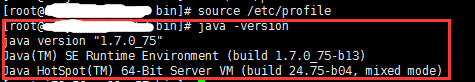 [root@ bin]# source /etc/profile
[root@ bin]# java -version
java version "1.7.0_75"
Java(TM) SE Runtime Environment (build 1.7.0_75-b13)
Java HotSpot(TM) 64-Bit Server VM (build 24.75-b04, mixed mode)